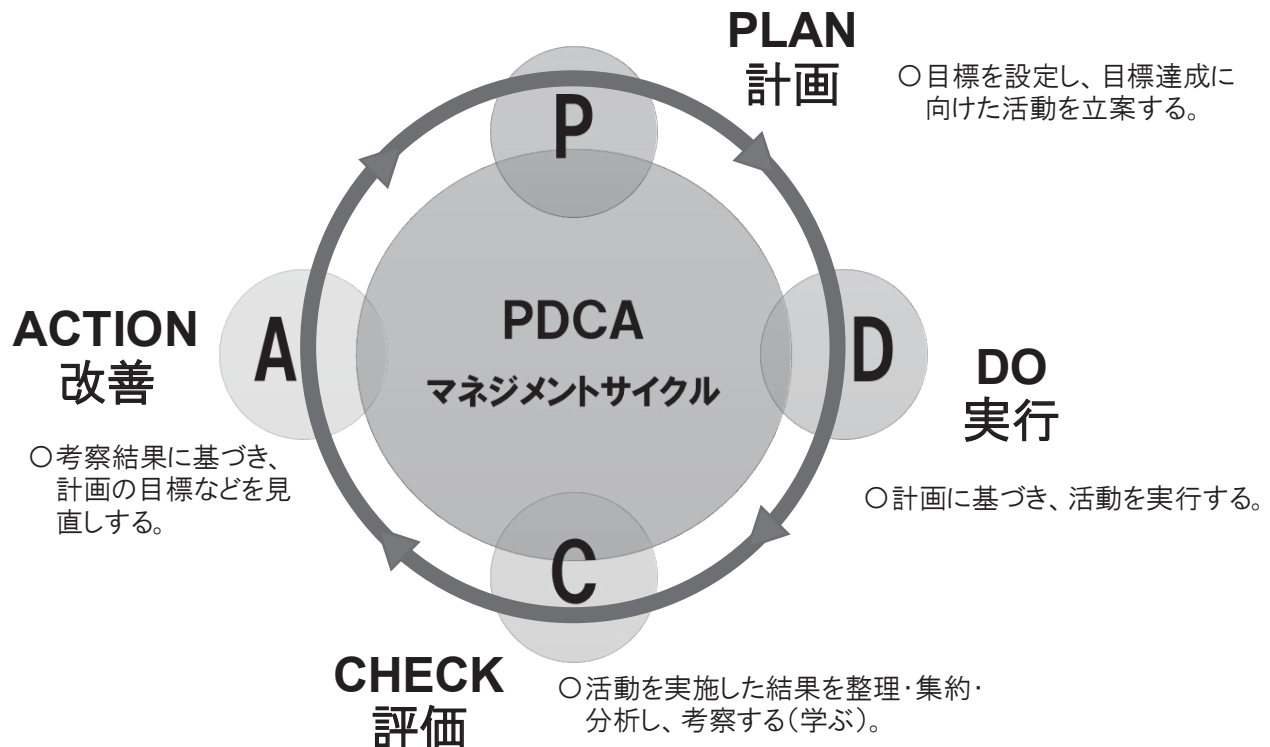 PLAN
計画
〇目標を設定し、目標達成に
向けた活動を立案する。
P
ACTION
改善
A
PDCA
マネジメントサイクル
D
DO
実行
〇考察結果に基づき、
計画の目標などを見
直しする。
〇計画に基づき、活動を実行する。
C
CHECK
評価
〇活動を実施した結果を整理・集約・
分析し、考察する(学ぶ)。